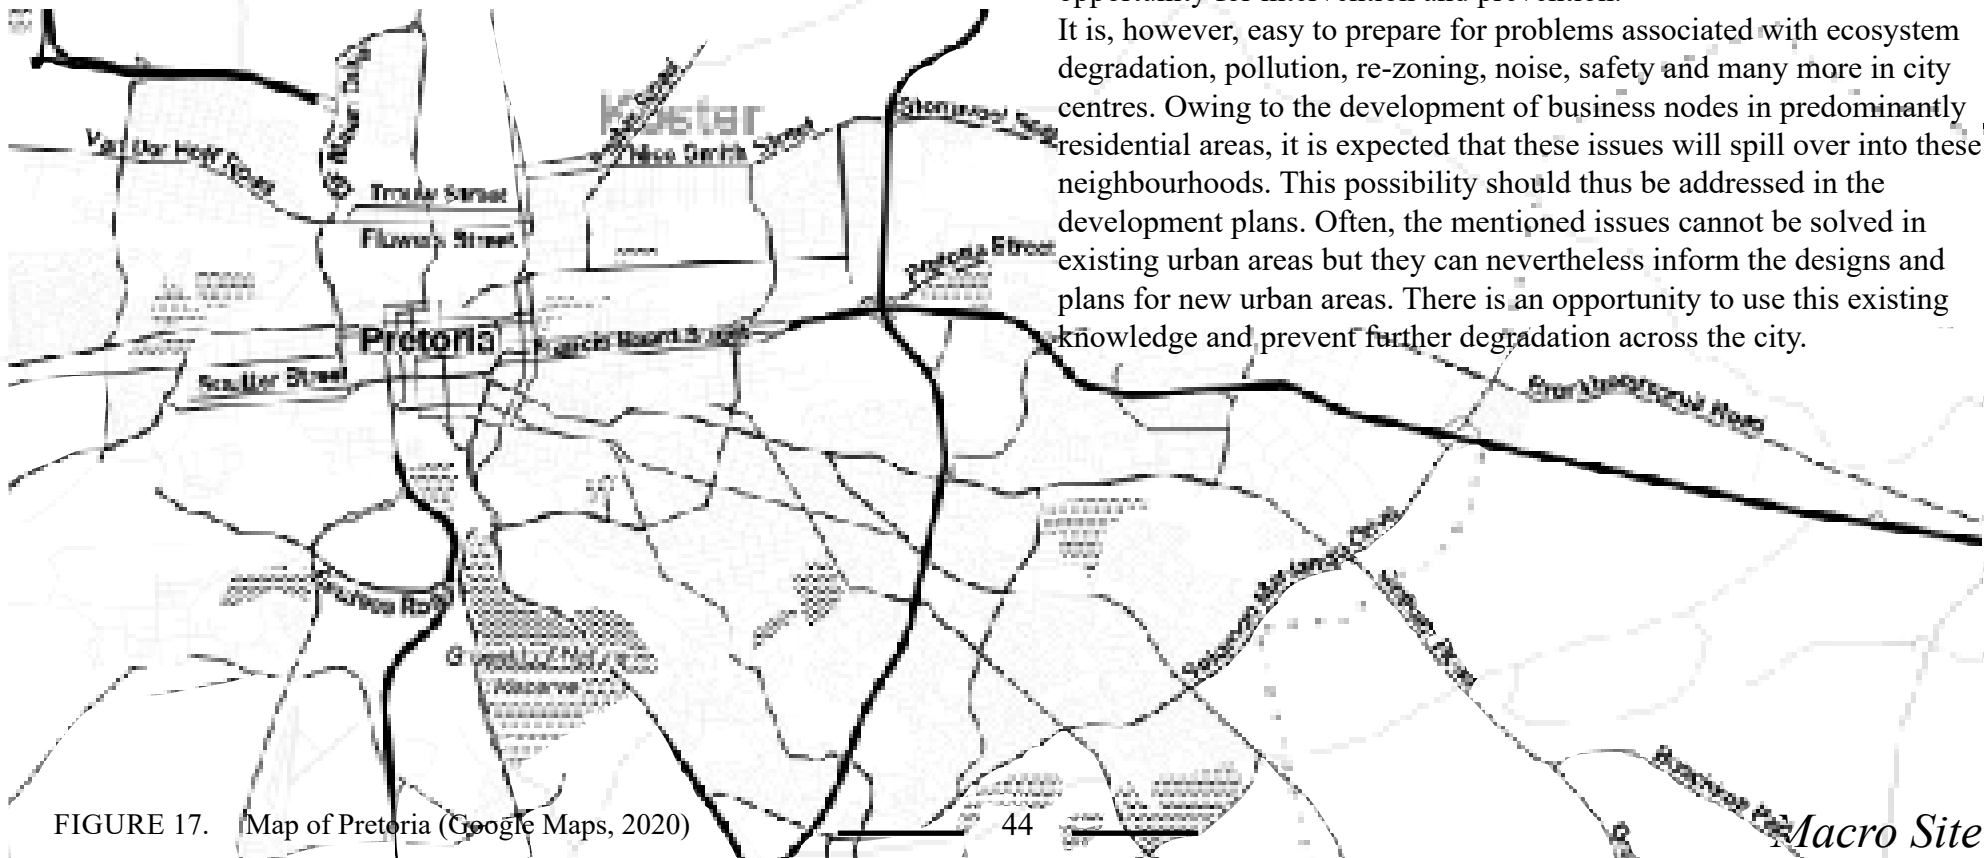 opportunity for intervention and prevention.
It is, however, easy to prepare for problems associated with ecosystem
degradation, pollution, re-zoning, noise, safety and many more in city
centres. Owing to the development of business nodes in predominantly
residential areas, it is expected that these issues will spill over into these
neighbourhoods. This possibility should thus be addressed in the
development plans. Often, the mentioned issues cannot be solved in
existing urban areas but they can nevertheless inform the designs and
plans for new urban areas. There is an opportunity to use this existing
knowledge and prevent further degradation across the city.
Van Der Hoff Road
Trouw Street
Flowers Street
Nico Smith Street
Pretoria Street
Pretoria
Francis Baard Street
Soutter Street
Bronkhorstspruit Road
Solomon Mahlangu Drive
Reserve
FIGURE 17. Map of Pretoria (Google Maps, 2020)
44
Macro Site